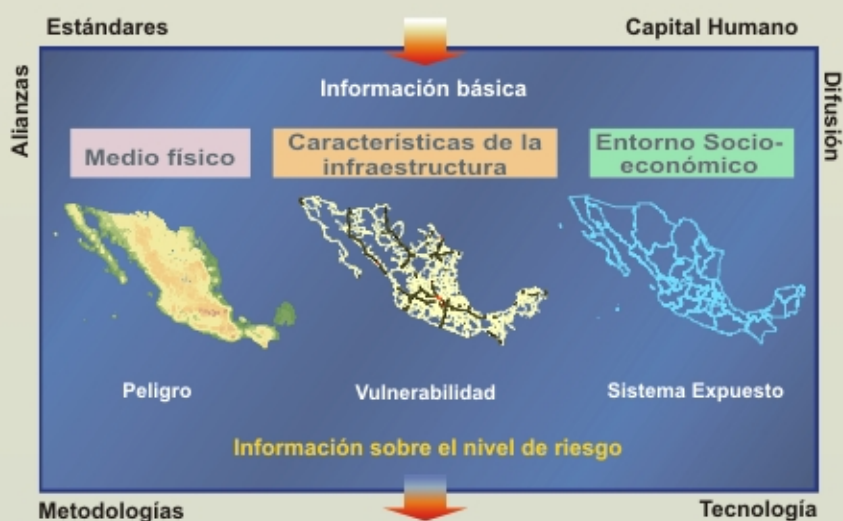 Estándares
Capital Humano
Alianzas
Difusión
Información básica
Medio físico
Características de la
infraestructura
Entorno Socio-
económico
Peligro
Vulnerabilidad
Sistema Expuesto
Información sobre el nivel de riesgo
Metodologías
Tecnología